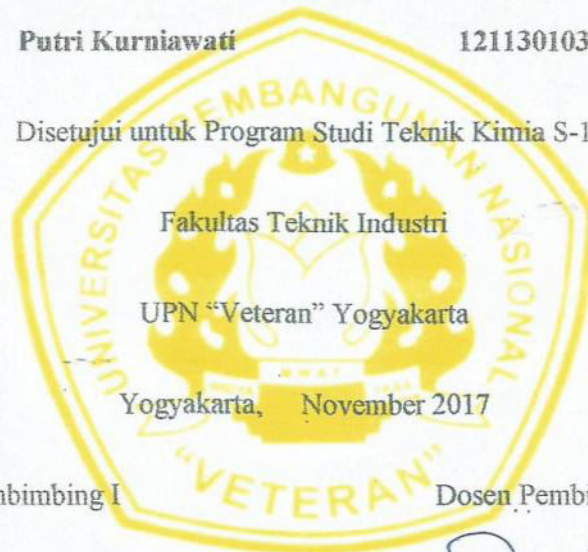 Putri Kurniawati 121130103
Disetujui untuk Program Studi Teknik Kimia S-1
Fakultas Teknik Industri
UPN “Veteran” Yogyakarta
Yogyakarta, November 2017
nbimbing I Dosen Pembi
UNIVERSITAS PEMBANGUNAN NASIONAL
“VETERAN”